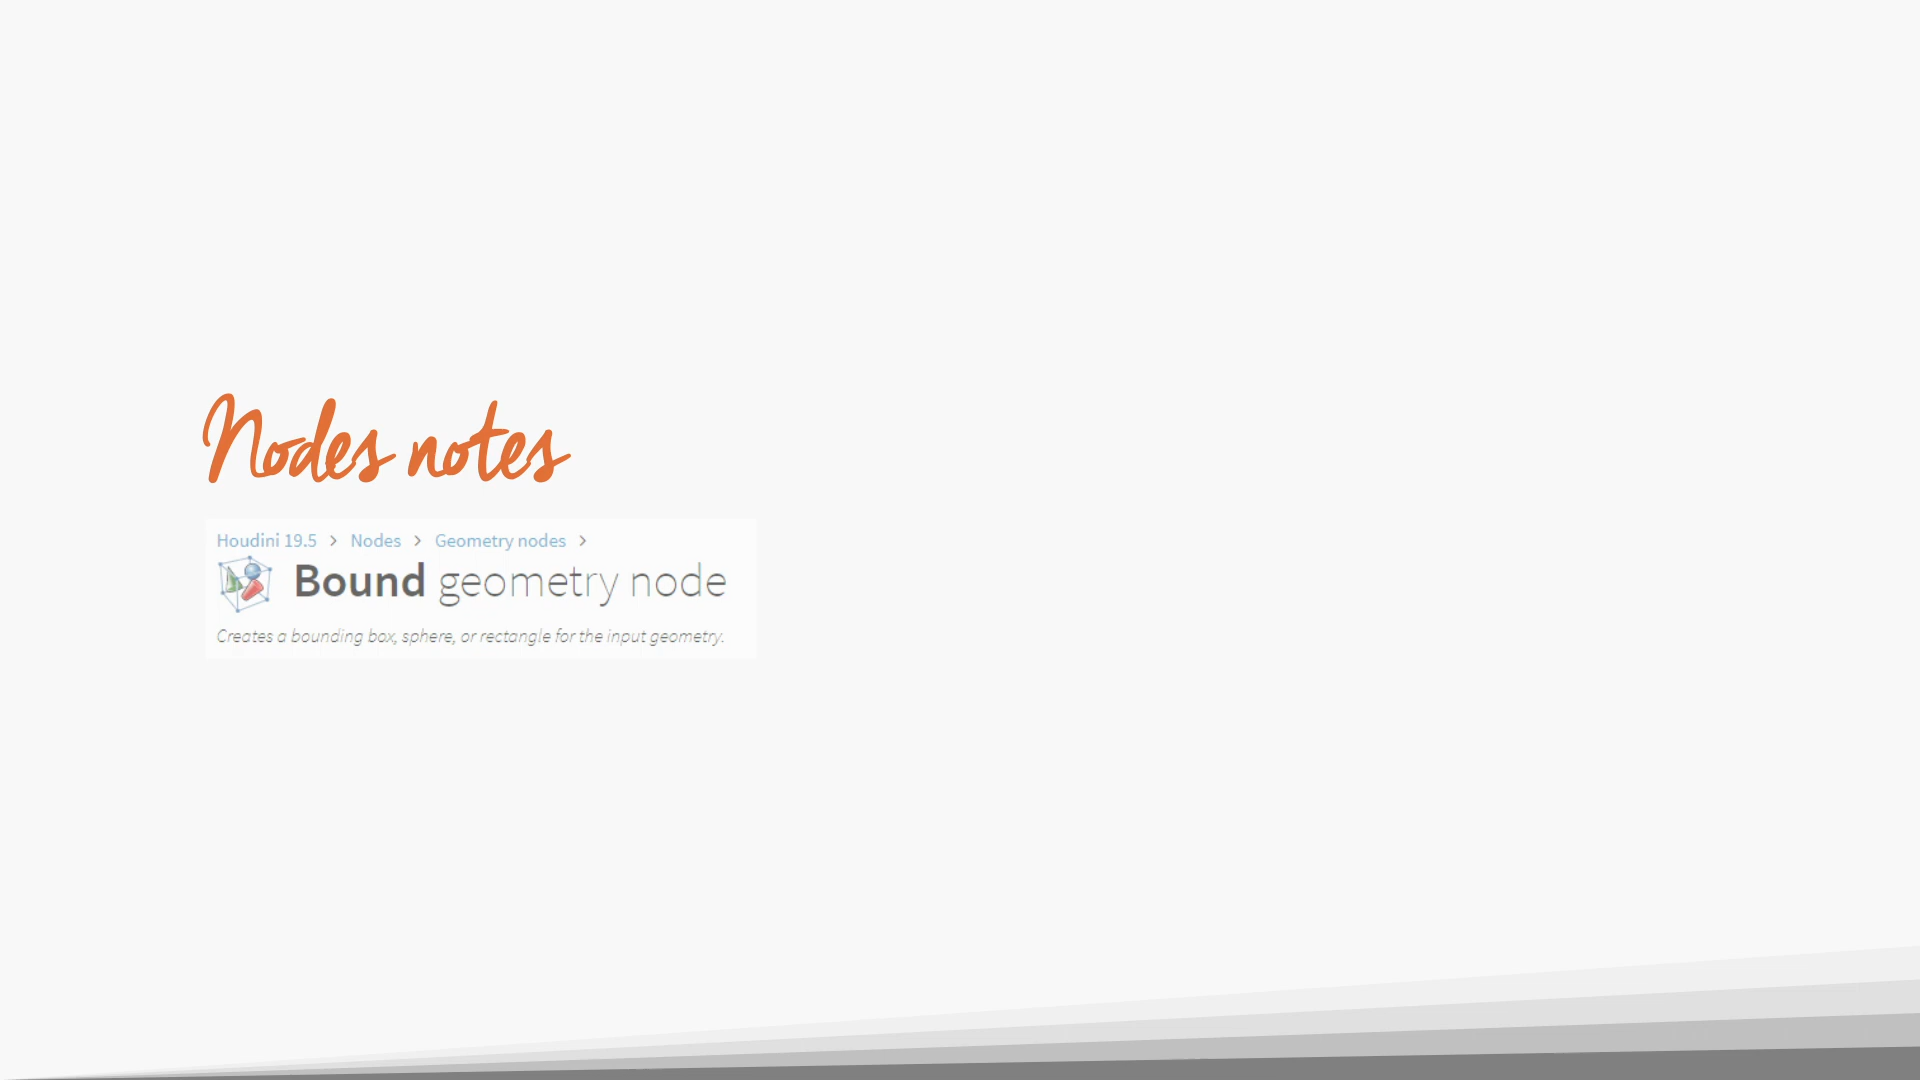 Nodes notes
Houdini 19.5 > Nodes > Geometry nodes >
Bound geometry node
Creates a bounding box, sphere, or rectangle for the input geometry.